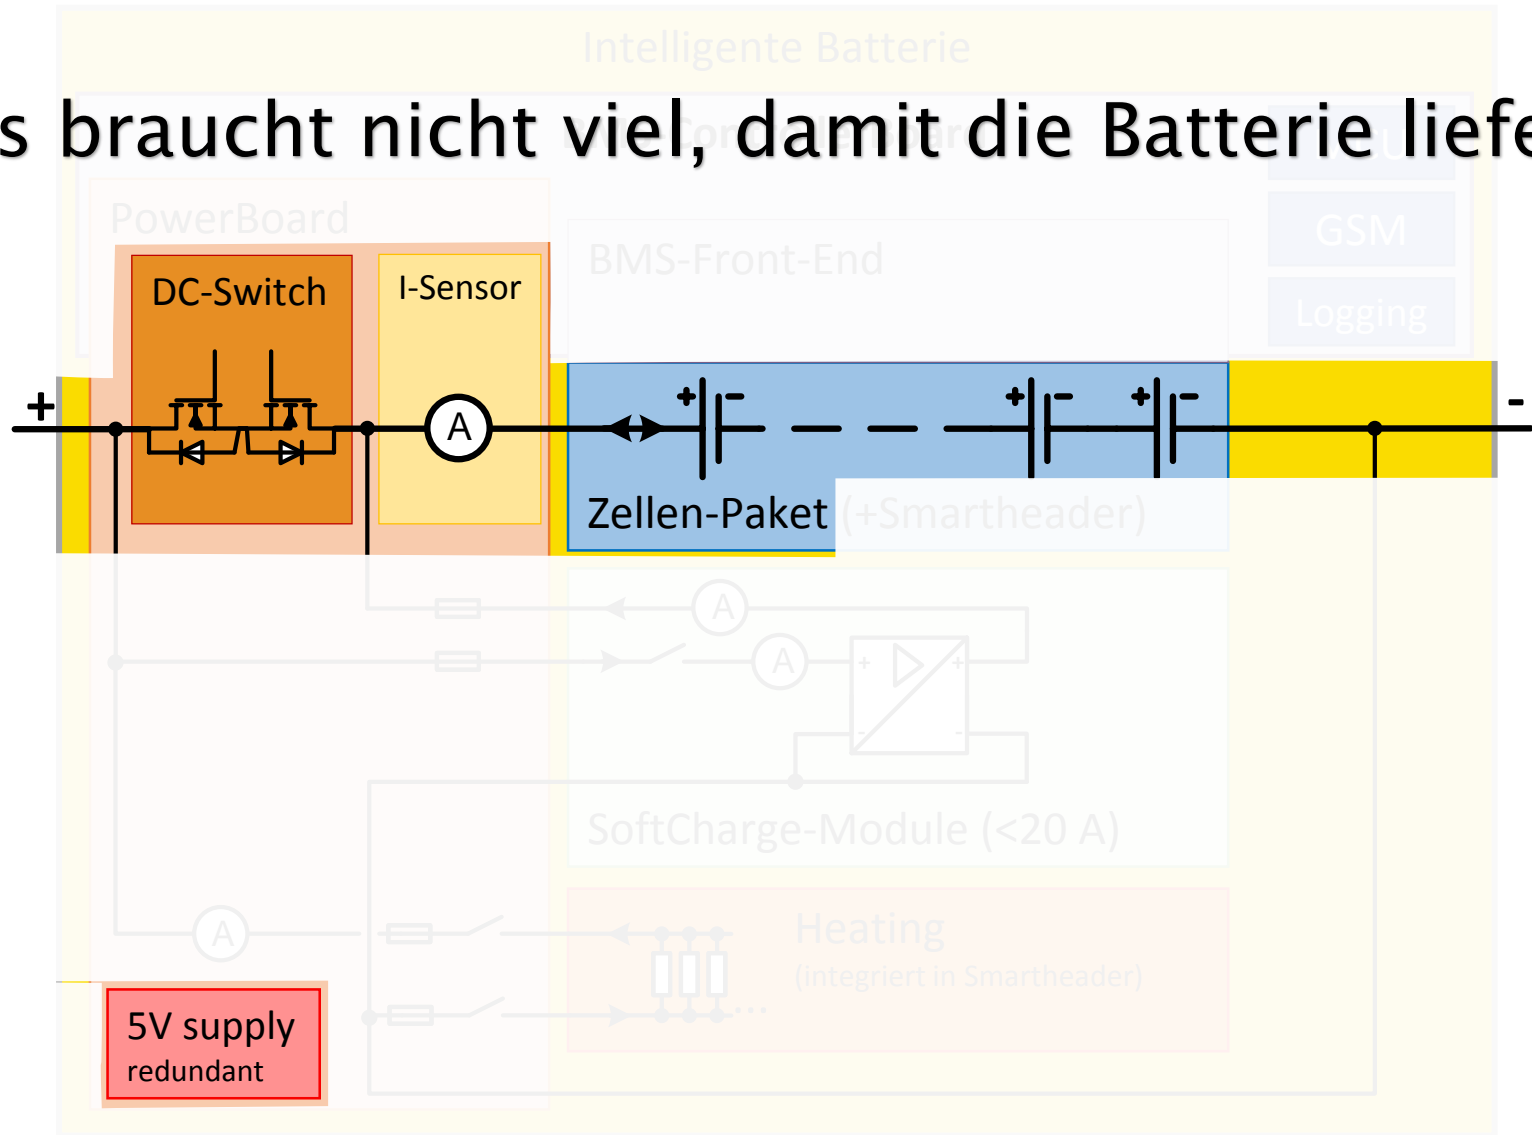 Intelligente Batterie
s braucht nicht viel, damit die Batterie liefe
PowerBoard
GSM
BMS-Front-End
DC-Switch
I-Sensor
Logging
+
-
A
+ -
+ -
+ -
Zellen-Paket (+Smartheader)
A
A
+ +
- -
SoftCharge-Module (<20 A)
A
Heating
(integriert in Smartheader)
...
5V supply
redundant